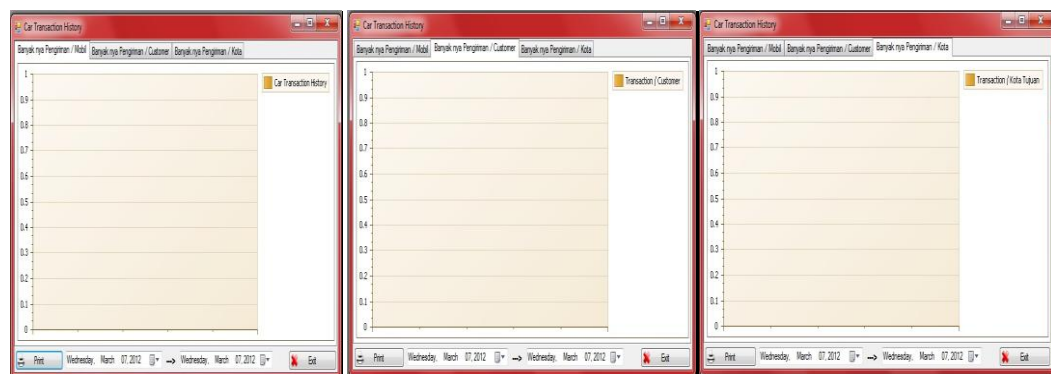 Car Transaction History
Banyak nya Pengiriman / Mobil Banyak nya Pengiriman / Customer Banyak nya Pengiriman / Kota
1
0.9
0.8
0.7
0.6
0.5
0.4
0.3
0.2
0.1
0
Car Transaction History
Print Wednesday, March 07, 2012 --> Wednesday, March 07, 2012 Exit
Car Transaction History
Banyak nya Pengiriman / Mobil Banyak nya Pengiriman / Customer Banyak nya Pengiriman / Kota
1
0.9
0.8
0.7
0.6
0.5
0.4
0.3
0.2
0.1
0
Transaction / Customer
Print Wednesday, March 07, 2012 --> Wednesday, March 07, 2012 Exit
Car Transaction History
Banyak nya Pengiriman / Mobil Banyak nya Pengiriman / Customer Banyak nya Pengiriman / Kota
1
0.9
0.8
0.7
0.6
0.5
0.4
0.3
0.2
0.1
0
Transaction / Kota Tujuan
Print Wednesday, March 07, 2012 --> Wednesday, March 07, 2012 Exit